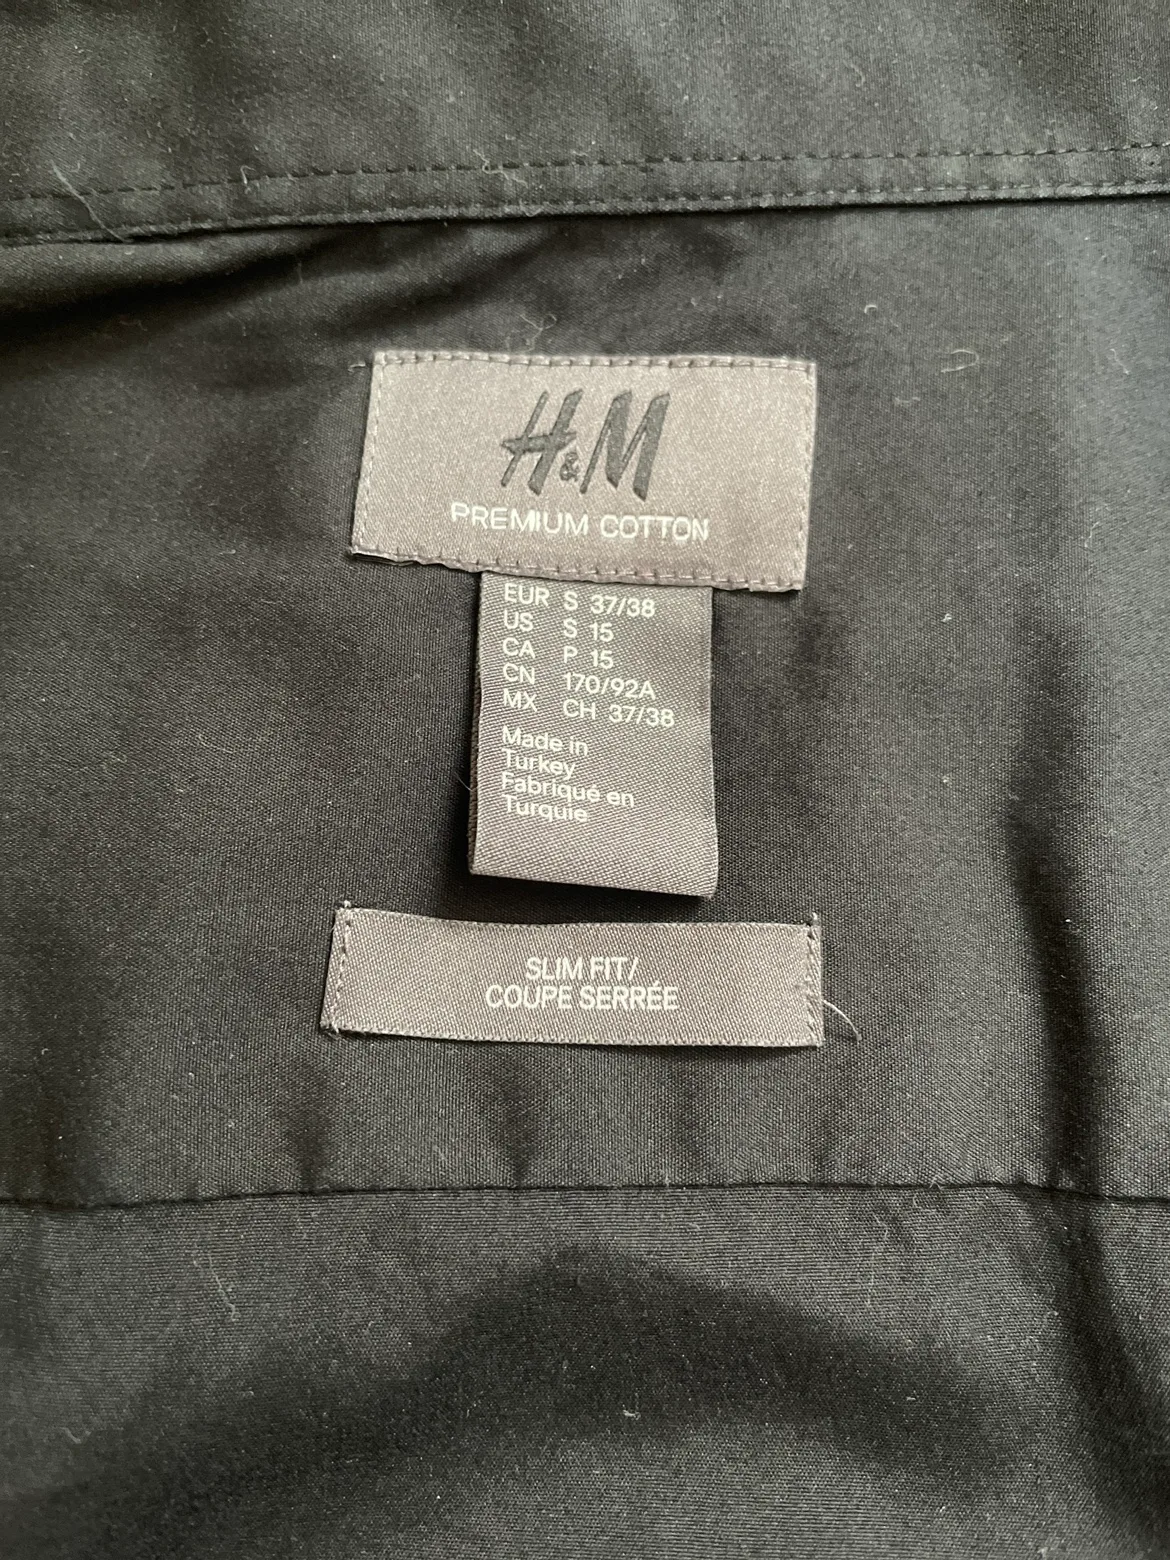 H&M
PREMIUM COTTON
EUR S 37/38
US S 15
CA P 15
CN 170/92A
MX CH 37/38
Made in
Turkey
Fabriqué en
Turquie
SLIM FIT/
COUPE SERRÉE